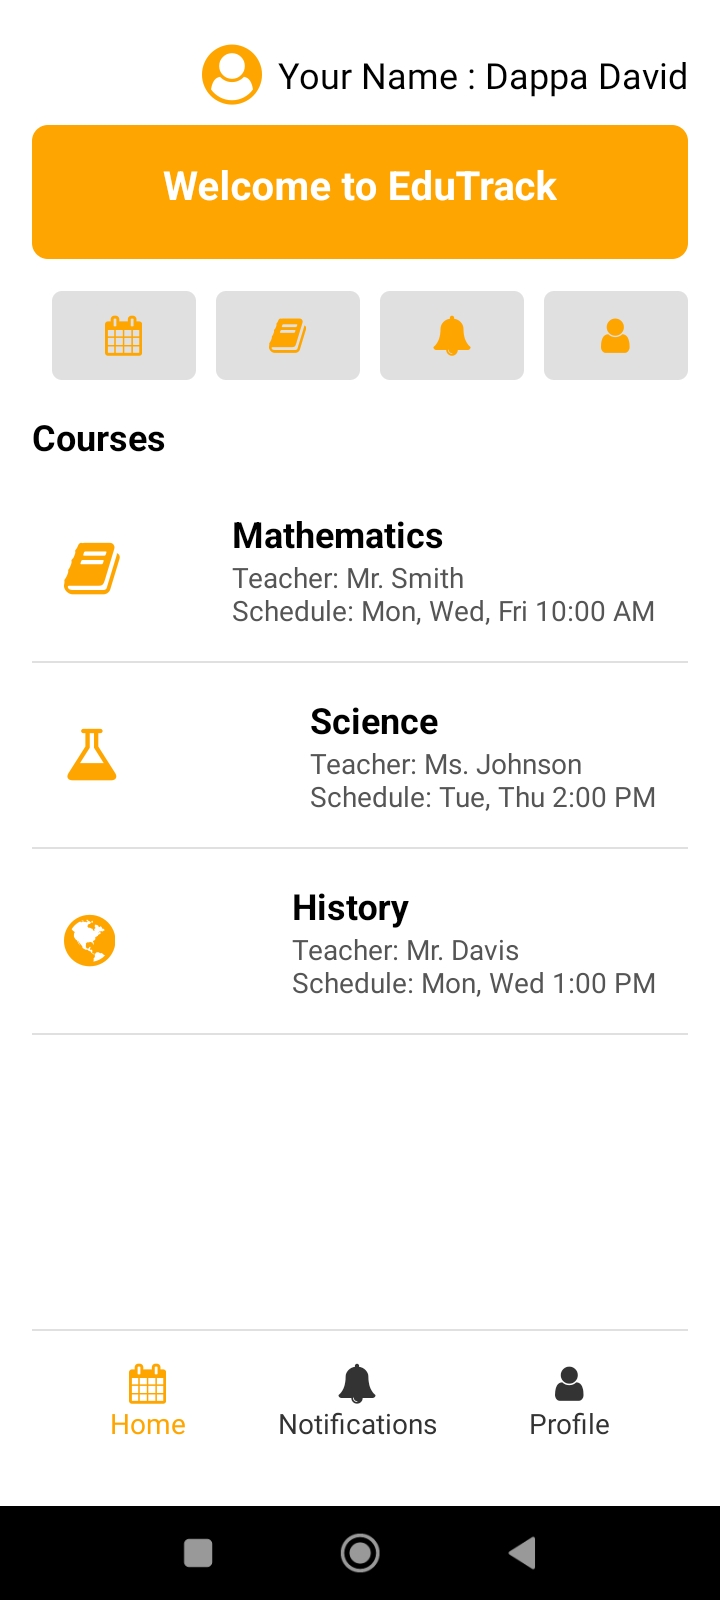 Your Name : Dappa David
Welcome to EduTrack
Courses
Mathematics
Teacher: Mr. Smith
Schedule: Mon, Wed, Fri 10:00 AM
Science
Teacher: Ms. Johnson
Schedule: Tue, Thu 2:00 PM
History
Teacher: Mr. Davis
Schedule: Mon, Wed 1:00 PM
Home
Notifications
Profile